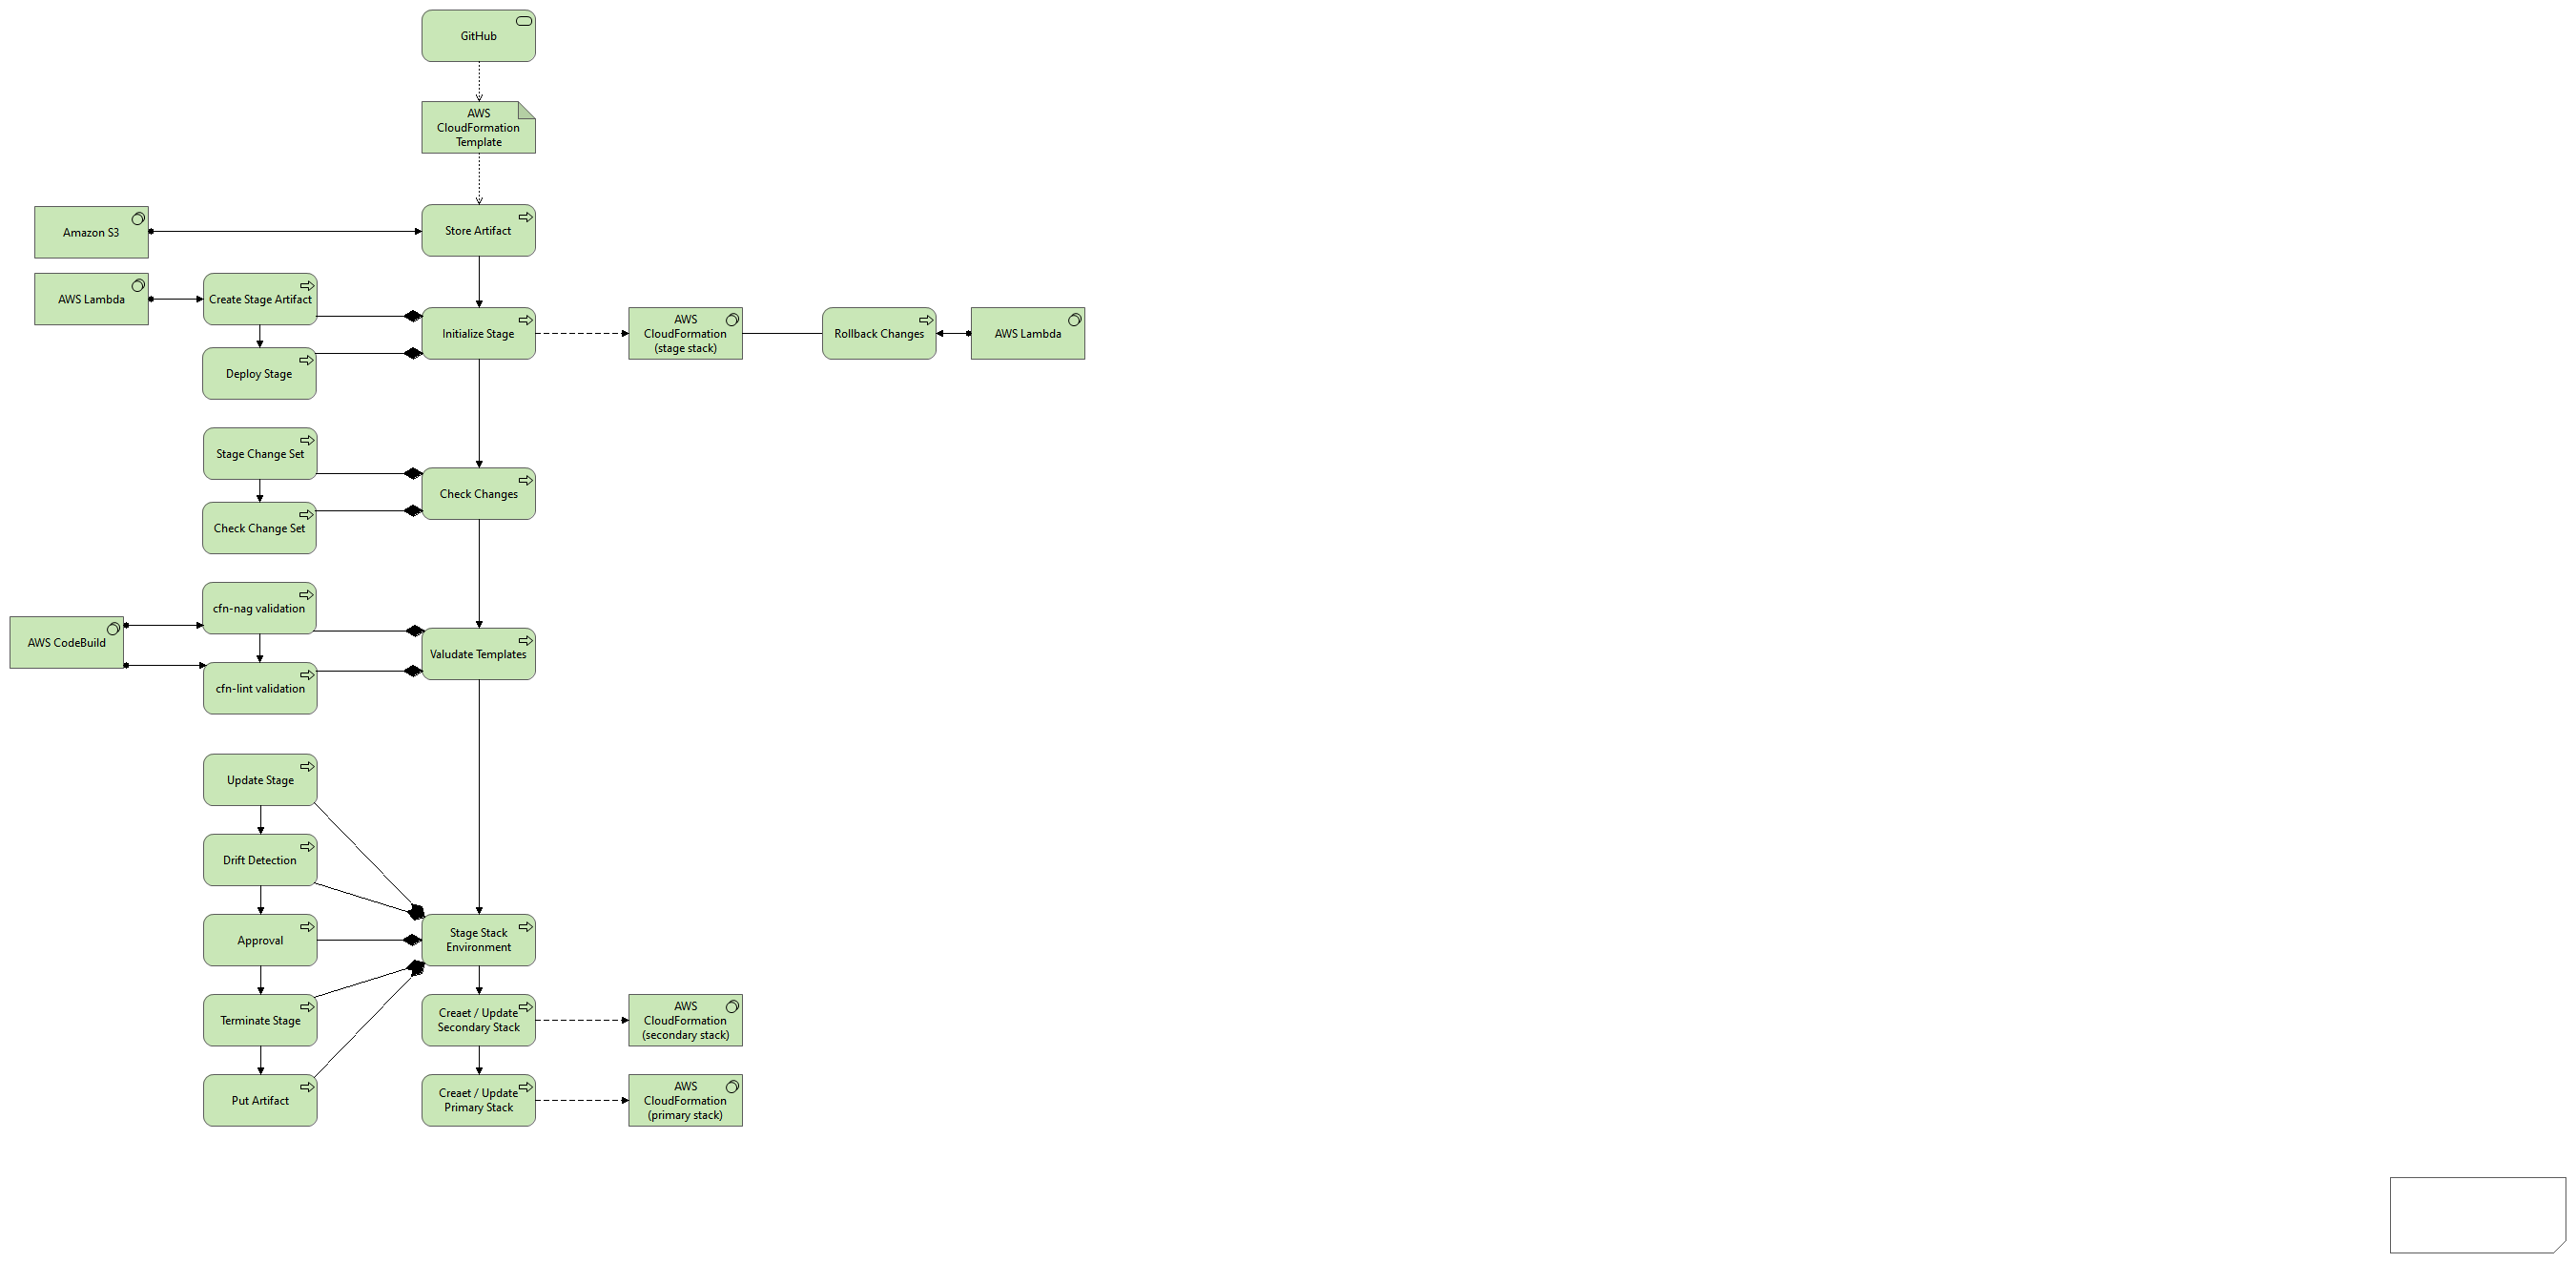 GitHub
AWS
CloudFormation
Template
Amazon S3
Store Artifact
AWS Lambda
Create Stage Artifact
Initialize Stage
AWS
CloudFormation
(stage stack)
Rollback Changes
AWS Lambda
Deploy Stage
Stage Change Set
Check Changes
Check Change Set
cfn-nag validation
AWS CodeBuild
Valudate Templates
cfn-lint validation
Update Stage
Drift Detection
Approval
Stage Stack
Environment
Terminate Stage
Creaet / Update
Secondary Stack
AWS
CloudFormation
(secondary stack)
Put Artifact
Creaet / Update
Primary Stack
AWS
CloudFormation
(primary stack)